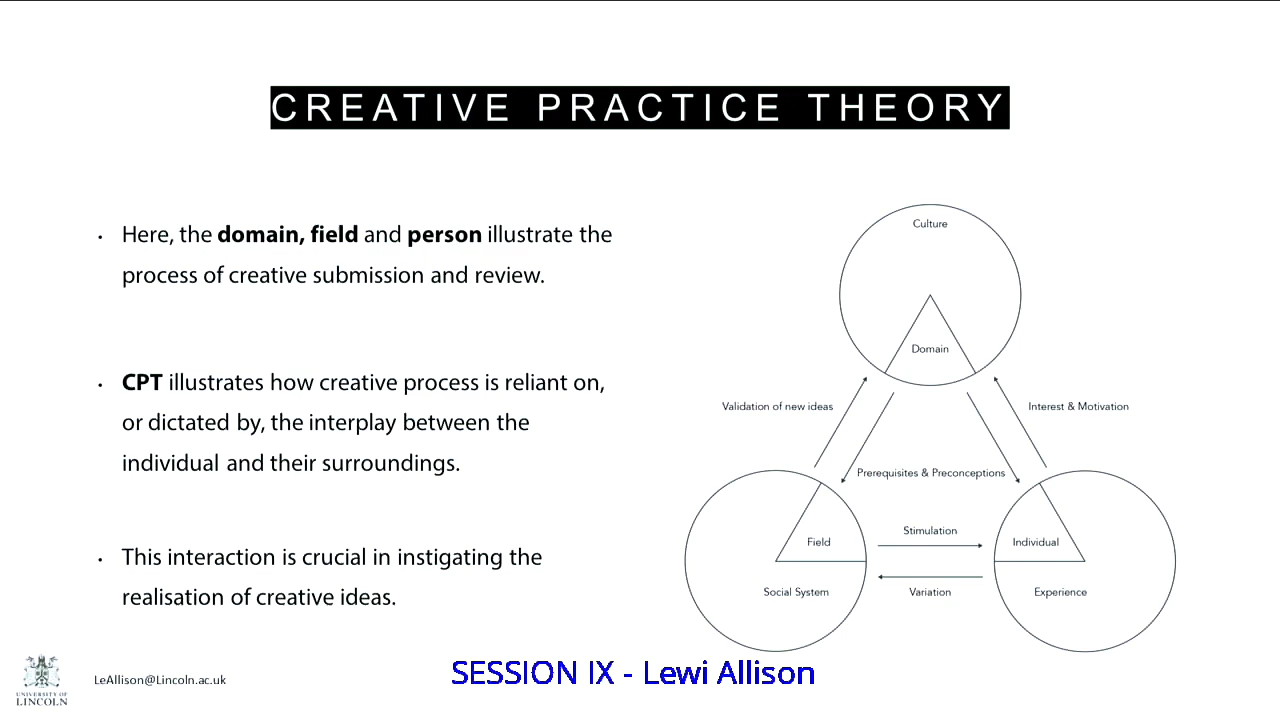 CREATIVE PRACTICE THEORY
• Here, the domain, field and person illustrate the
process of creative submission and review.
• CPT illustrates how creative process is reliant on,
or dictated by, the interplay between the
individual and their surroundings.
• This interaction is crucial in instigating the
realisation of creative ideas.
Culture
Domain
Validation of new ideas
Interest & Motivation
Prerequisites & Preconceptions
Stimulation
Field
Individual
Social System
Variation
Experience
UNIVERSITY OF
LINCOLN
LeAllison@Lincoln.ac.uk
SESSION IX - Lewi Allison